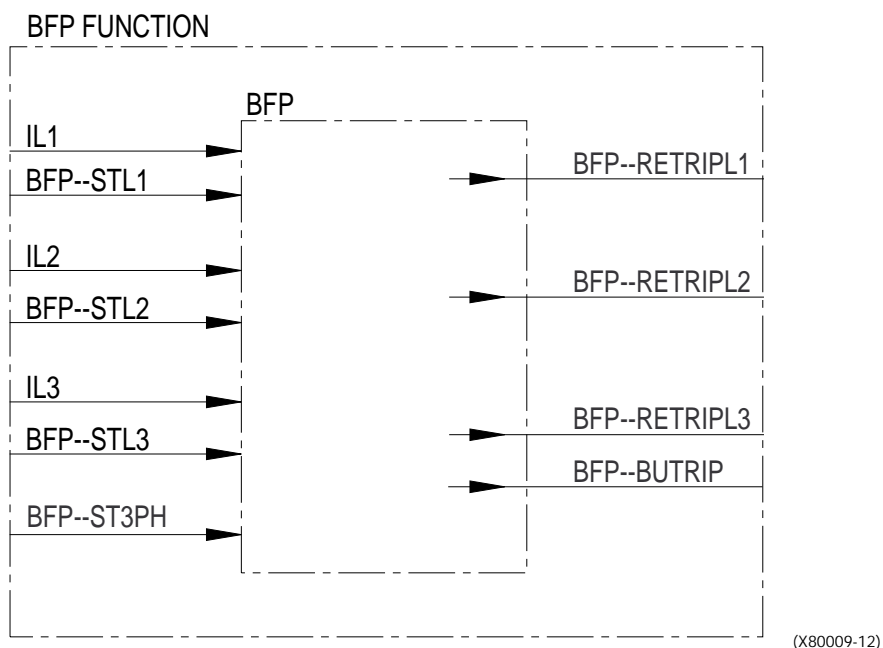 BFP FUNCTION
BFP
IL1
BFP--STL1
IL2
BFP--STL2
IL3
BFP--STL3
BFP--ST3PH
BFP--RETRIPL1
BFP--RETRIPL2
BFP--RETRIPL3
BFP--BUTRIP
(X80009-12)